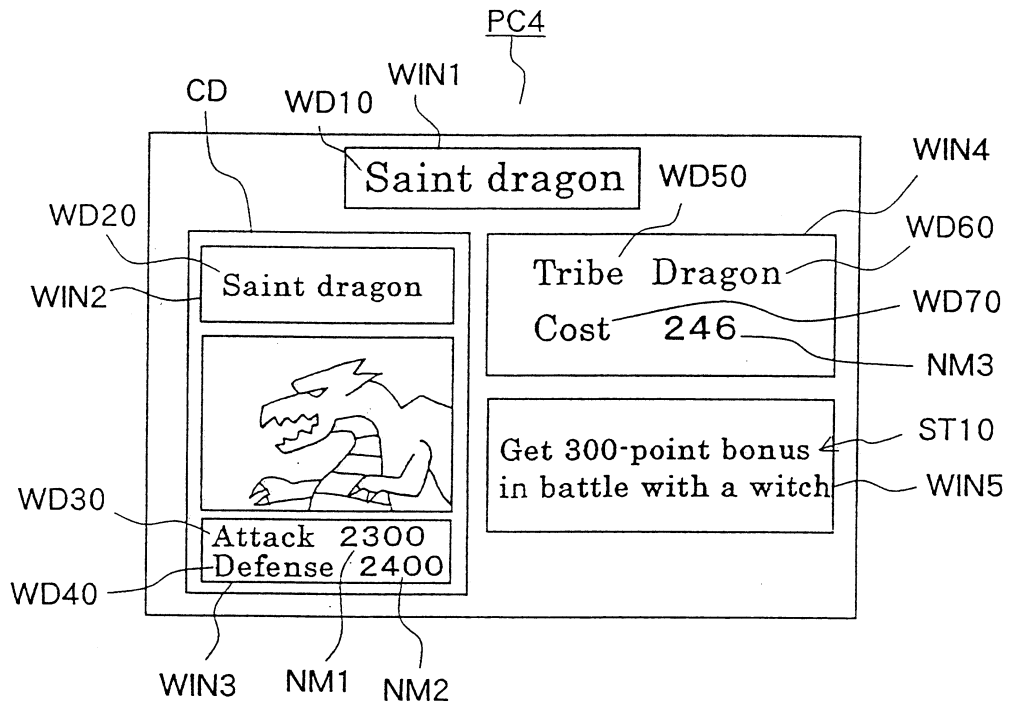 PC4
WIN1
CD
WD10
WIN4
Saint dragon
WD50
WD20
WD60
Tribe Dragon
Saint dragon
WIN2
WD70
Cost 246
NM3
ST10
Get 300-point bonus
in battle with a witch
WIN5
WD30
Attack 2300
Defense 2400
WD40
WIN3
NM1
NM2